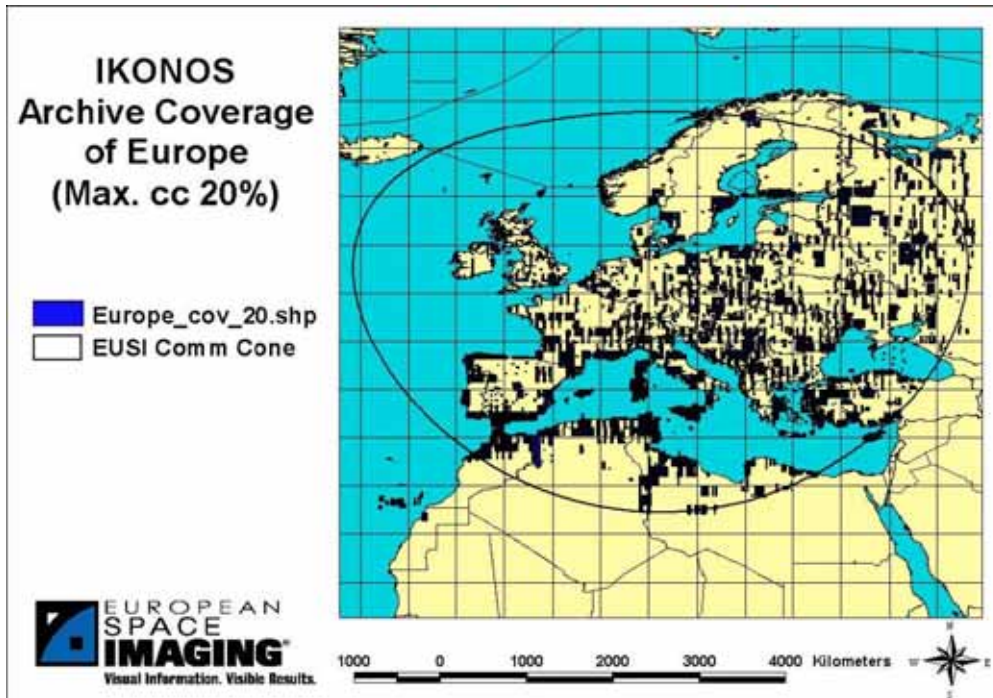 IKONOS
Archive Coverage
of Europe
(Max. cc 20%)
Europe_cov_20.shp
EUSI Comm Cone
EUROPEAN
SPACE
IMAGING®
Visual Information. Visible Results.
1000 0 1000 2000 3000 4000 Kilometers
N
W E
S